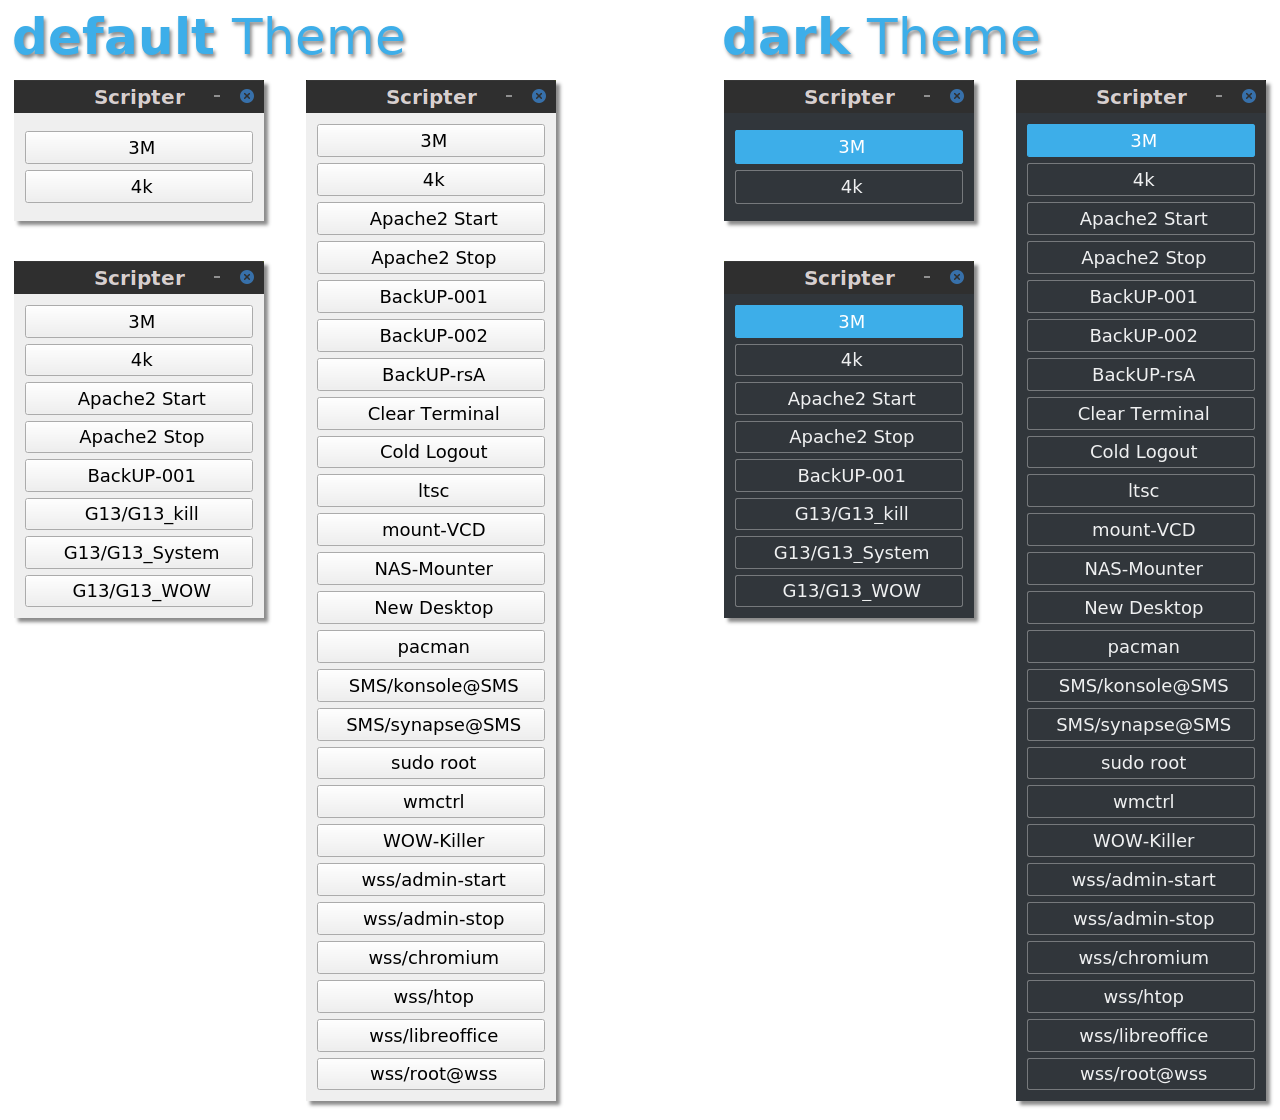 default Theme
Scripter
3M
4k
Scripter
3M
4k
Apache2 Start
Apache2 Stop
BackUP-001
G13/G13_kill
G13/G13_System
G13/G13_WOW
Scripter
3M
4k
Apache2 Start
Apache2 Stop
BackUP-001
BackUP-002
BackUP-rsA
Clear Terminal
Cold Logout
ltsc
mount-VCD
NAS-Mounter
New Desktop
pacman
SMS/konsole@SMS
SMS/synapse@SMS
sudo root
wmctrl
WOW-Killer
wss/admin-start
wss/admin-stop
wss/chromium
wss/htop
wss/libreoffice
wss/root@wss
dark Theme
Scripter
3M
4k
Scripter
3M
4k
Apache2 Start
Apache2 Stop
BackUP-001
G13/G13_kill
G13/G13_System
G13/G13_WOW
Scripter
3M
4k
Apache2 Start
Apache2 Stop
BackUP-001
BackUP-002
BackUP-rsA
Clear Terminal
Cold Logout
ltsc
mount-VCD
NAS-Mounter
New Desktop
pacman
SMS/konsole@SMS
SMS/synapse@SMS
sudo root
wmctrl
WOW-Killer
wss/admin-start
wss/admin-stop
wss/chromium
wss/htop
wss/libreoffice
wss/root@wss